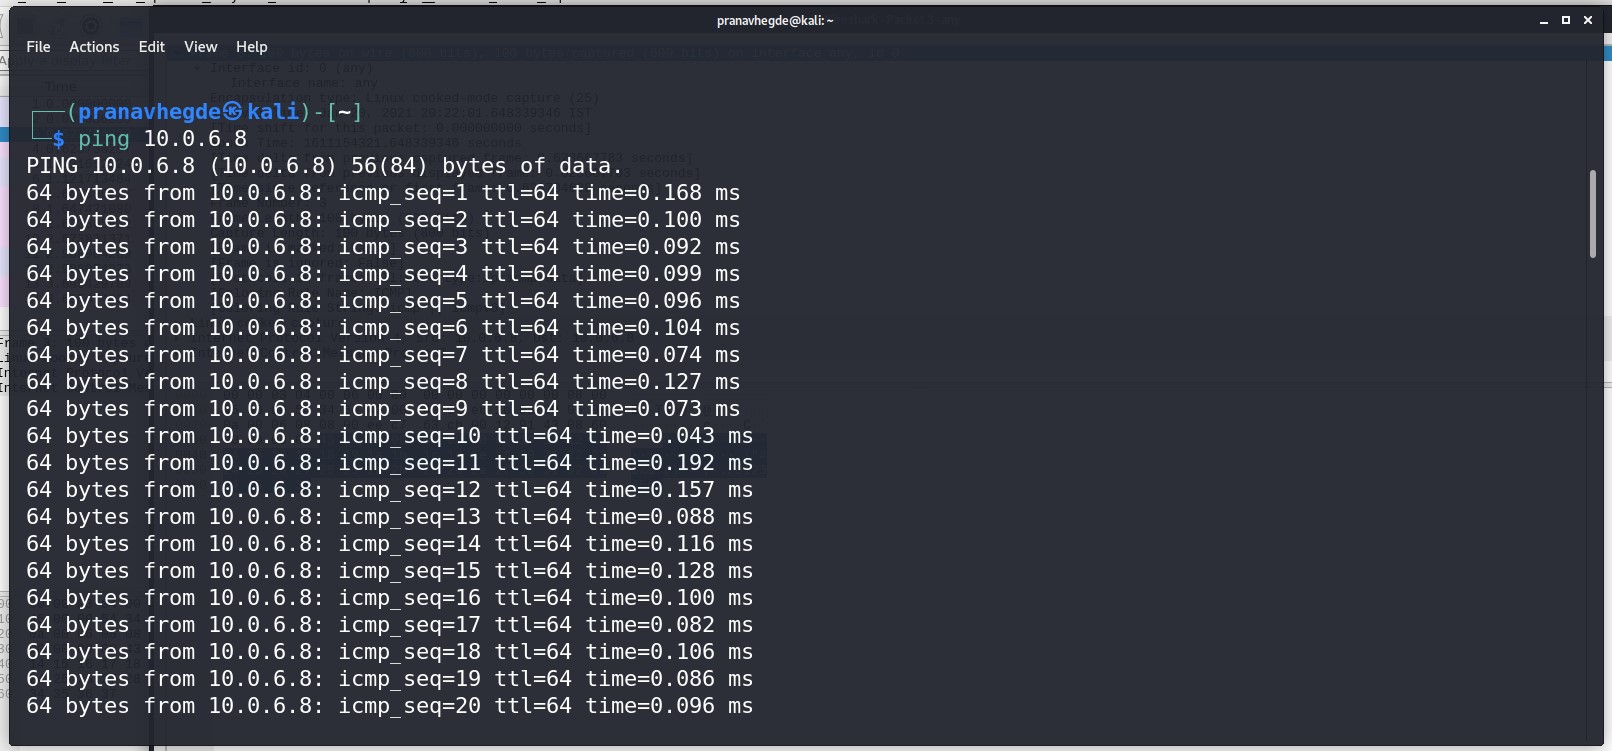 pranavhegde@kali: ~
File Actions Edit View Help
Time
Interface id: 0 (any)
Interface name: any
Encapsulation type: Linux cooked-mode capture (25)
┌──(pranavhegde㉿kali)-[~]
└─$ ping 10.0.6.8
PING 10.0.6.8 (10.0.6.8) 56(84) bytes of data.
64 bytes from 10.0.6.8: icmp_seq=1 ttl=64 time=0.168 ms
64 bytes from 10.0.6.8: icmp_seq=2 ttl=64 time=0.100 ms
64 bytes from 10.0.6.8: icmp_seq=3 ttl=64 time=0.092 ms
64 bytes from 10.0.6.8: icmp_seq=4 ttl=64 time=0.099 ms
64 bytes from 10.0.6.8: icmp_seq=5 ttl=64 time=0.096 ms
64 bytes from 10.0.6.8: icmp_seq=6 ttl=64 time=0.104 ms
64 bytes from 10.0.6.8: icmp_seq=7 ttl=64 time=0.074 ms
64 bytes from 10.0.6.8: icmp_seq=8 ttl=64 time=0.127 ms
64 bytes from 10.0.6.8: icmp_seq=9 ttl=64 time=0.073 ms
64 bytes from 10.0.6.8: icmp_seq=10 ttl=64 time=0.043 ms
64 bytes from 10.0.6.8: icmp_seq=11 ttl=64 time=0.192 ms
64 bytes from 10.0.6.8: icmp_seq=12 ttl=64 time=0.157 ms
64 bytes from 10.0.6.8: icmp_seq=13 ttl=64 time=0.088 ms
64 bytes from 10.0.6.8: icmp_seq=14 ttl=64 time=0.116 ms
64 bytes from 10.0.6.8: icmp_seq=15 ttl=64 time=0.128 ms
64 bytes from 10.0.6.8: icmp_seq=16 ttl=64 time=0.100 ms
64 bytes from 10.0.6.8: icmp_seq=17 ttl=64 time=0.082 ms
64 bytes from 10.0.6.8: icmp_seq=18 ttl=64 time=0.106 ms
64 bytes from 10.0.6.8: icmp_seq=19 ttl=64 time=0.086 ms
64 bytes from 10.0.6.8: icmp_seq=20 ttl=64 time=0.096 ms